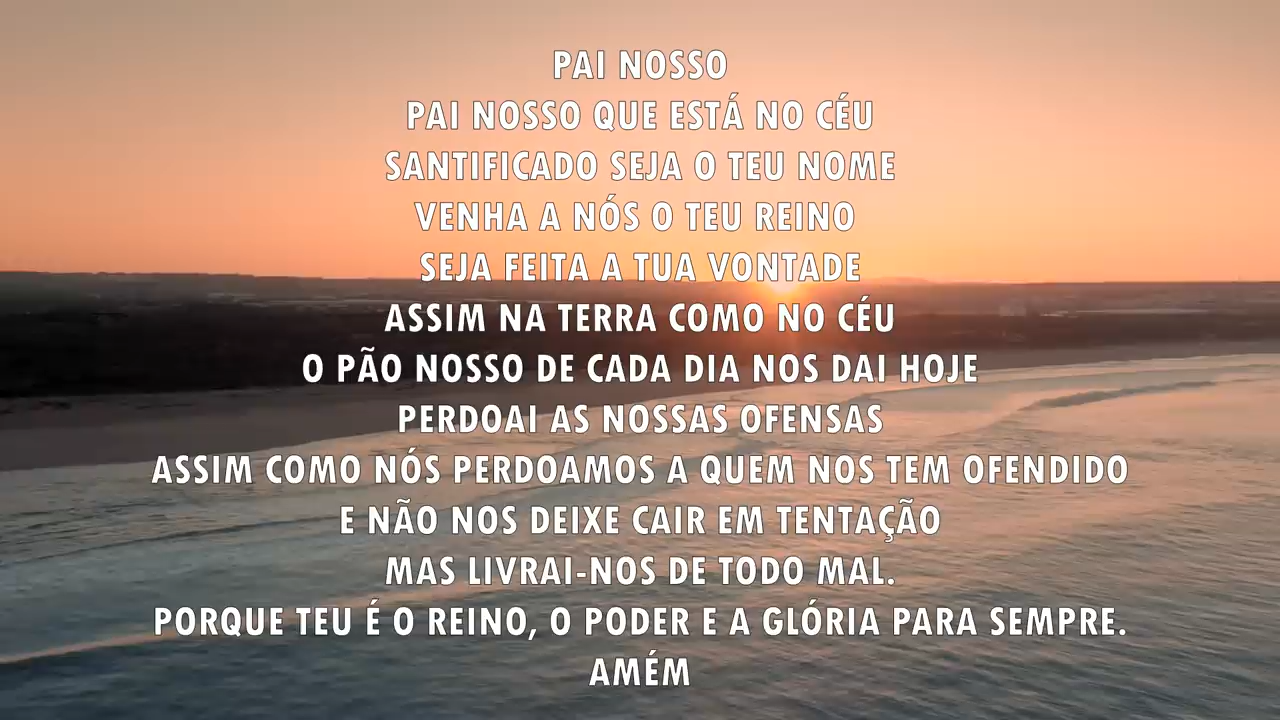 PAI NOSSO
PAI NOSSO QUE ESTÁ NO CÉU
SANTIFICADO SEJA O TEU NOME
VENHA A NÓS O TEU REINO
SEJA FEITA A TUA VONTADE
ASSIM NA TERRA COMO NO CÉU
O PÃO NOSSO DE CADA DIA NOS DAI HOJE
PERDOAI AS NOSSAS OFENSAS
ASSIM COMO NÓS PERDOAMOS A QUEM NOS TEM OFENDIDO
E NÃO NOS DEIXE CAIR EM TENTAÇÃO
MAS LIVRAI-NOS DE TODO MAL.
PORQUE TEU É O REINO, O PODER E A GLÓRIA PARA SEMPRE.
AMÉM